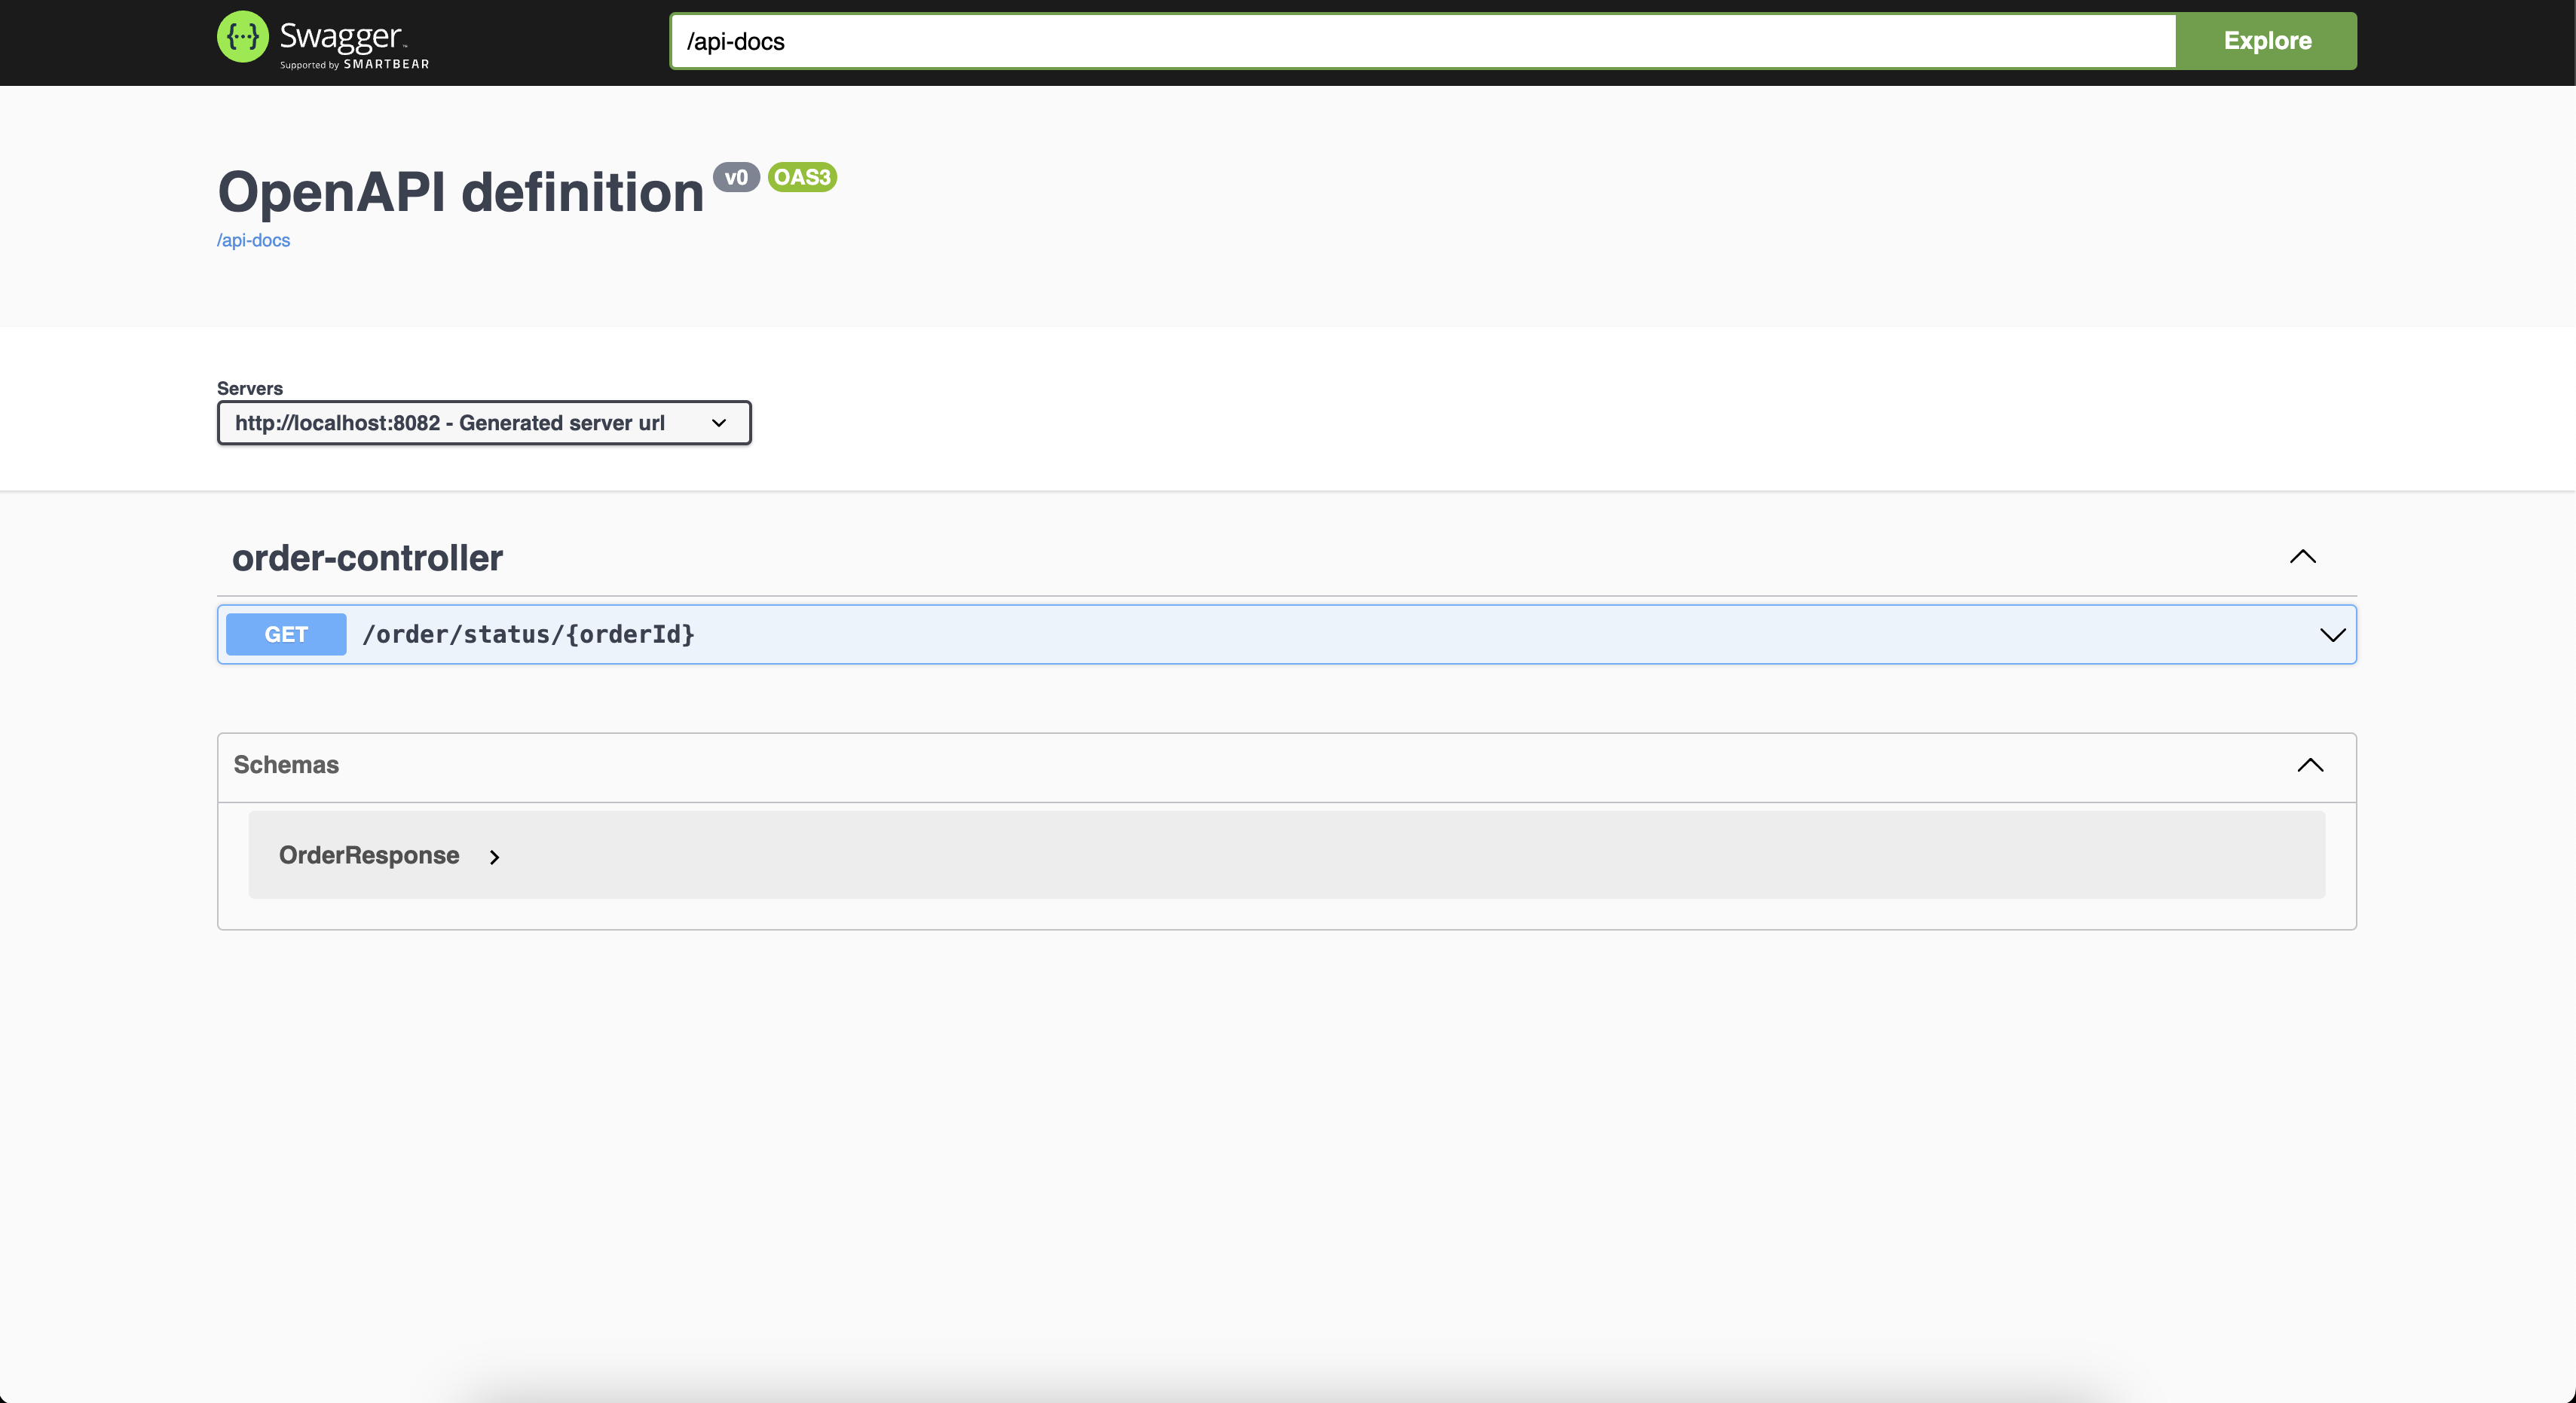 {···} Swagger™
Supported by SMARTBEAR
/api-docs
Explore
OpenAPI definition v0 OAS3
/api-docs
Servers
http://localhost:8082 - Generated server url
order-controller
GET /order/status/{orderId}
Schemas
OrderResponse